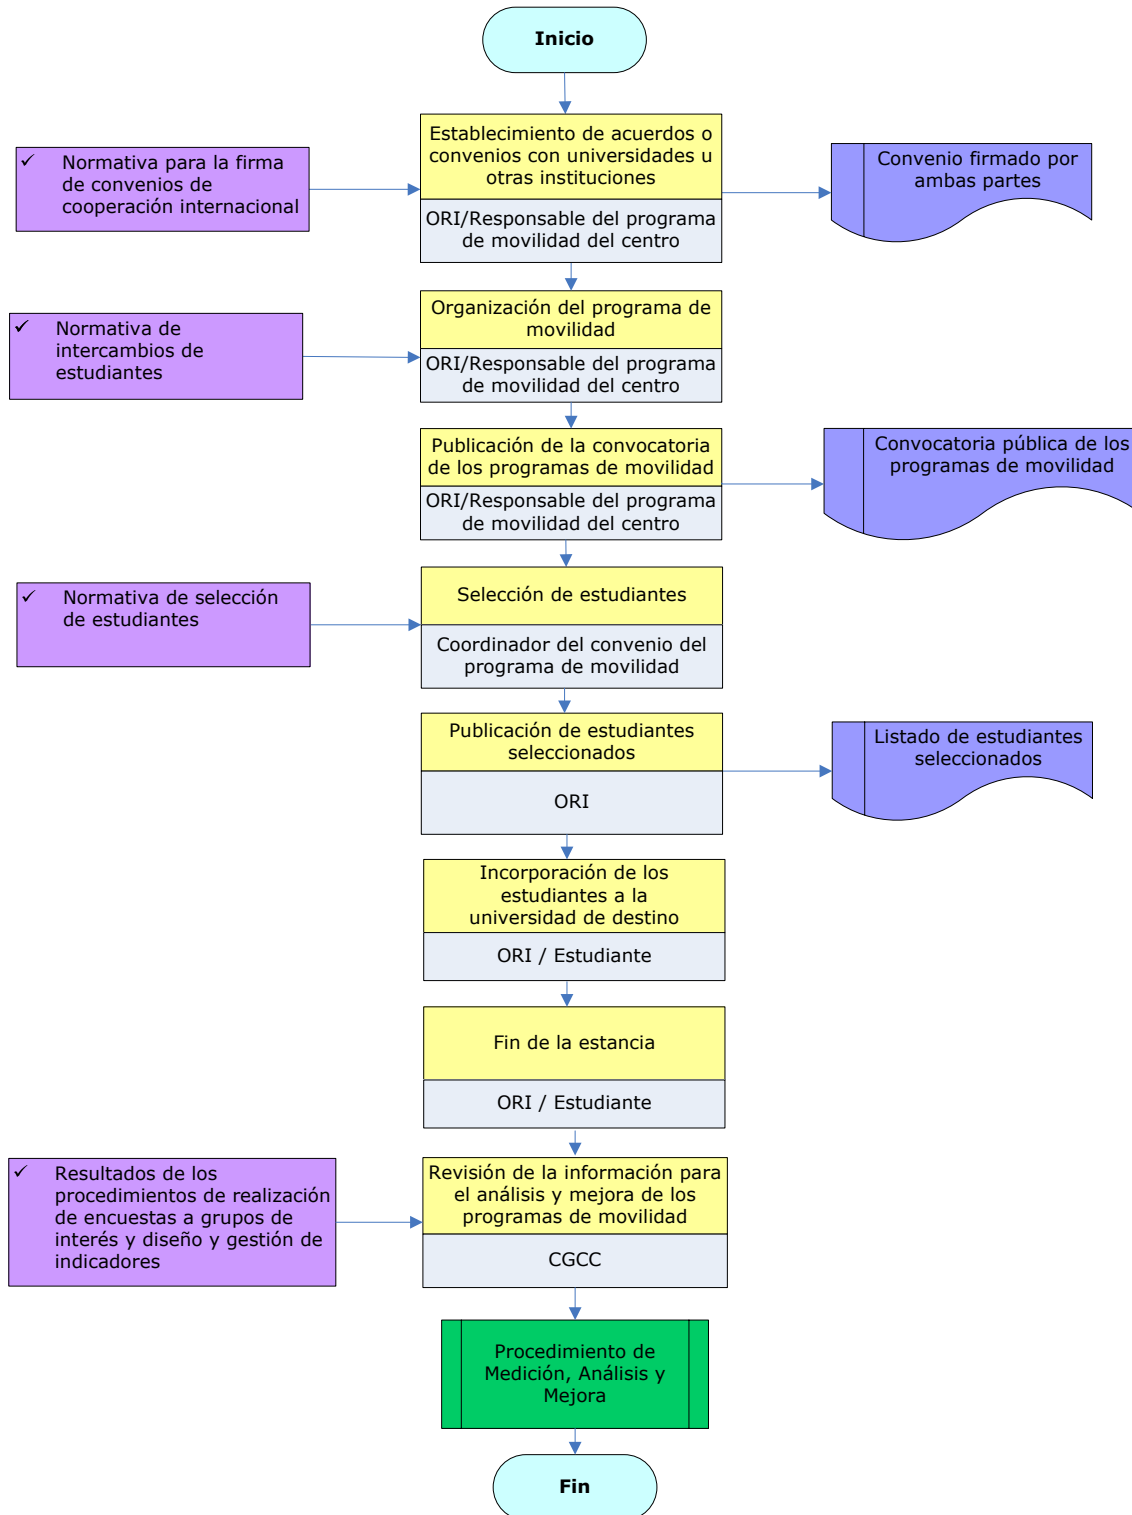 Inicio
Establecimiento de acuerdos o
convenios con universidades u
otras instituciones
ORI/Responsable del programa
de movilidad del centro
✓ Normativa para la firma
de convenios de
cooperación internacional
Convenio firmado por
ambas partes
Organización del programa de
movilidad
ORI/Responsable del programa
de movilidad del centro
✓ Normativa de
intercambios de
estudiantes
Publicación de la convocatoria
de los programas de movilidad
ORI/Responsable del programa
de movilidad del centro
Convocatoria pública de los
programas de movilidad
Selección de estudiantes
Coordinador del convenio del
programa de movilidad
✓ Normativa de selección
de estudiantes
Publicación de estudiantes
seleccionados
ORI
Listado de estudiantes
seleccionados
Incorporación de los
estudiantes a la
universidad de destino
ORI / Estudiante
Fin de la estancia
ORI / Estudiante
✓ Resultados de los
procedimientos de realización
de encuestas a grupos de
interés y diseño y gestión de
indicadores
Revisión de la información para
el análisis y mejora de los
programas de movilidad
CGCC
Procedimiento de
Medición, Análisis y
Mejora
Fin